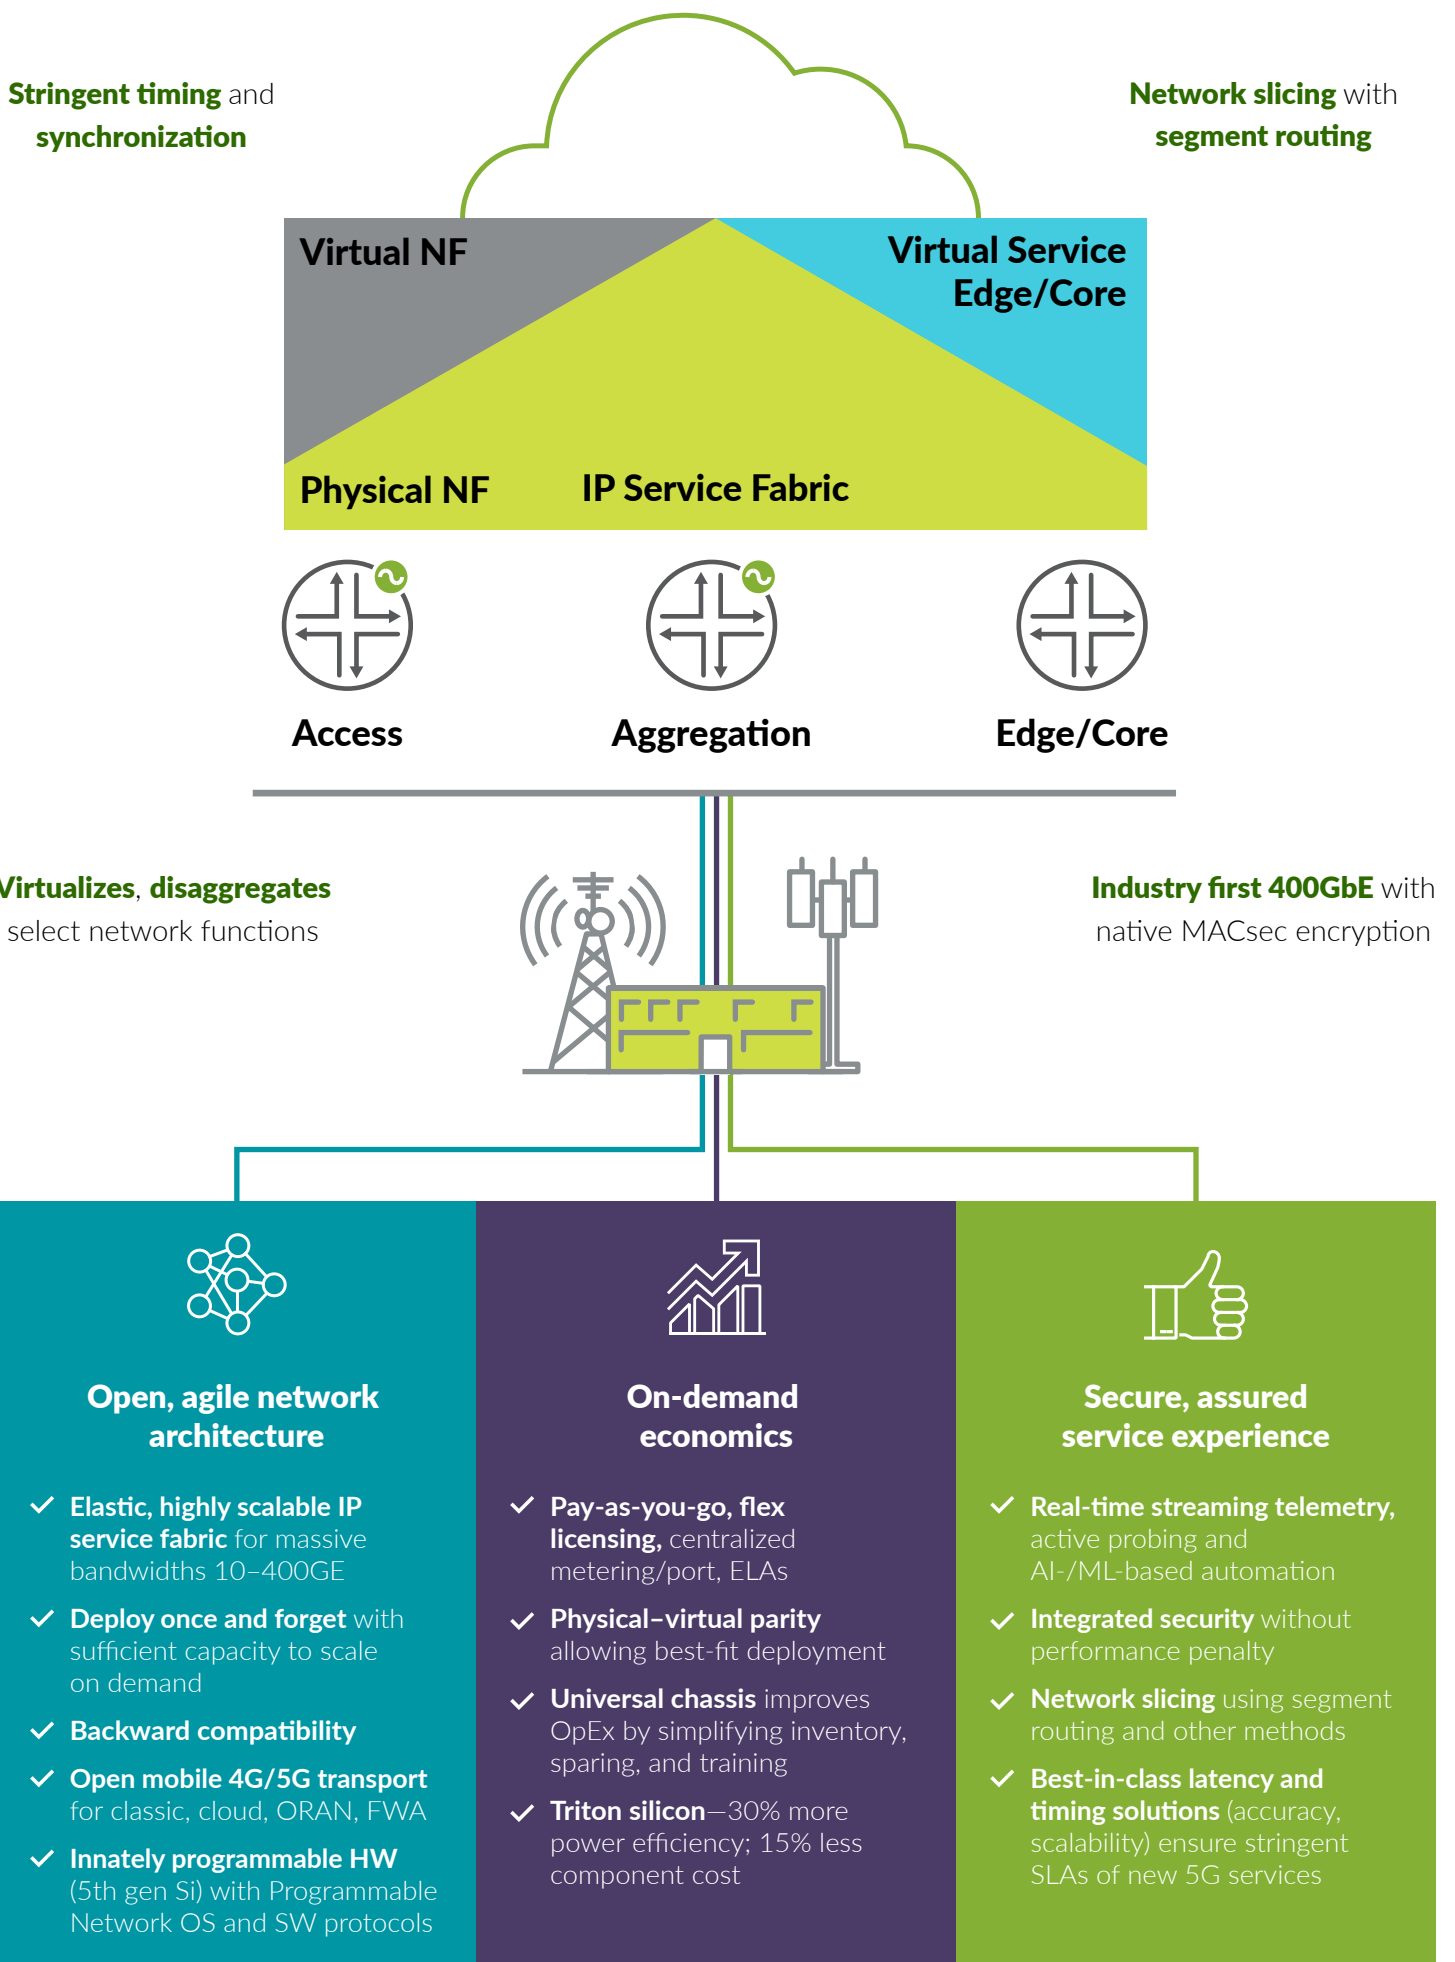 Stringent timing and
synchronization
Network slicing with
segment routing
Virtual NF
Virtual Service
Edge/Core
Physical NF
IP Service Fabric
Access
Aggregation
Edge/Core
Virtualizes, disaggregates
select network functions
Industry first 400GbE with
native MACsec encryption
Open, agile network
architecture
Elastic, highly scalable IP
service fabric for massive
bandwidths 10–400GE
Deploy once and forget with
sufficient capacity to scale
on demand
Backward compatibility
Open mobile 4G/5G transport
for classic, cloud, ORAN, FWA
Innately programmable HW
(5th gen Si) with Programmable
Network OS and SW protocols
On-demand
economics
Pay-as-you-go, flex
licensing, centralized
metering/port, ELAs
Physical–virtual parity
allowing best-fit deployment
Universal chassis improves
OpEx by simplifying inventory,
sparing, and training
Triton silicon—30% more
power efficiency; 15% less
component cost
Secure, assured
service experience
Real-time streaming telemetry,
active probing and
AI-/ML-based automation
Integrated security without
performance penalty
Network slicing using segment
routing and other methods
Best-in-class latency and
timing solutions (accuracy,
scalability) ensure stringent
SLAs of new 5G services